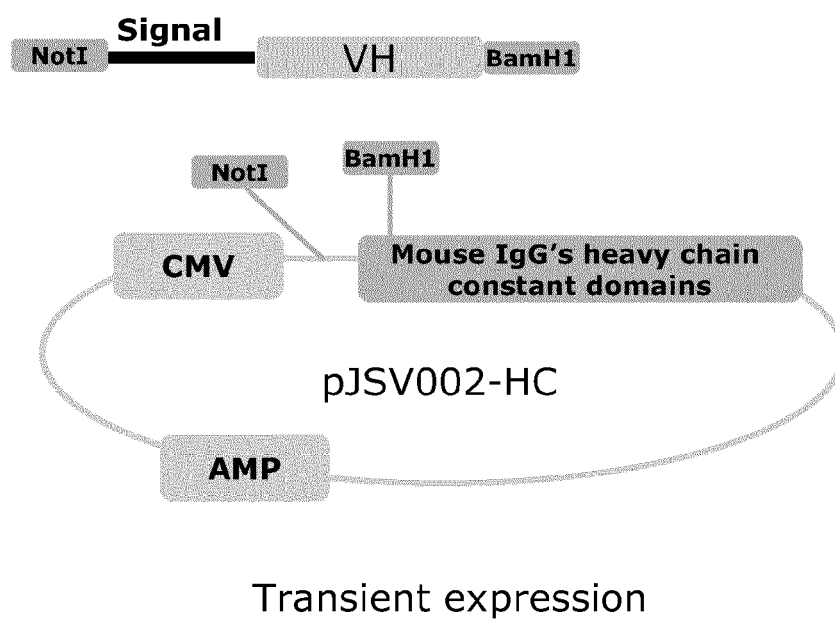 Signal
NotI
VH
BamH1
NotI
BamH1
CMV
Mouse IgG's heavy chain
constant domains
pJSV002-HC
AMP
Transient expression